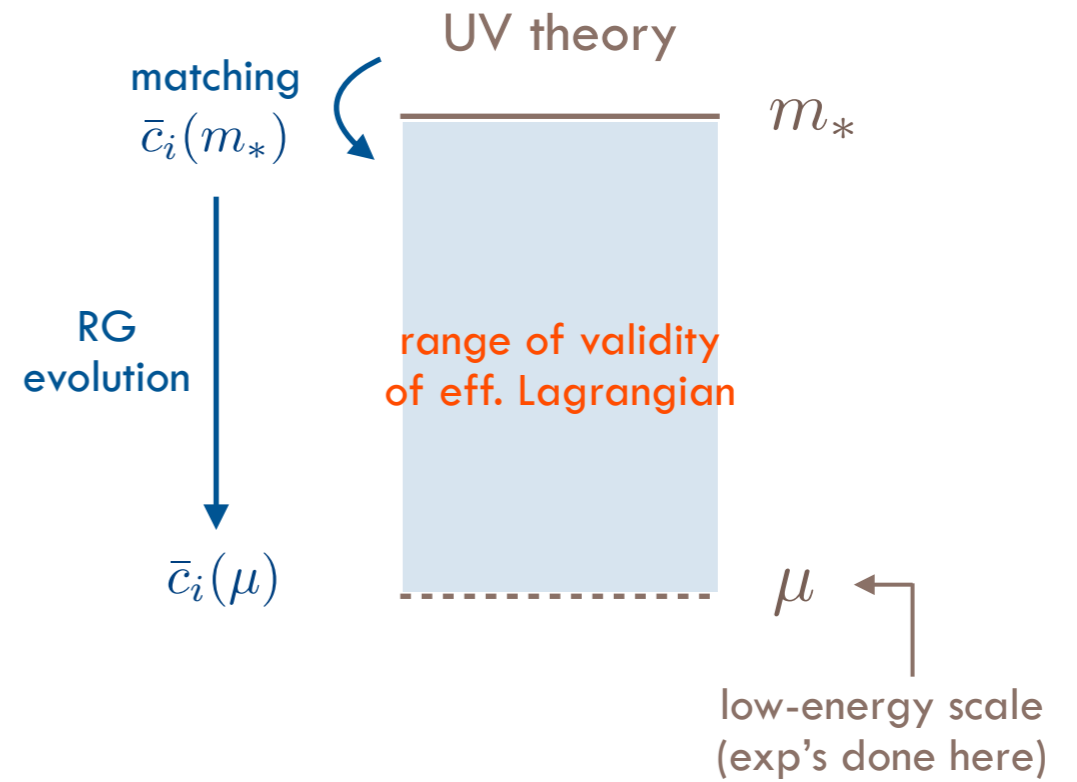 UV theory
matching
c̄ᵢ(m∗)
m∗
RG
evolution
range of validity
of eff. Lagrangian
c̄ᵢ(μ)
μ
low-energy scale
(exp's done here)